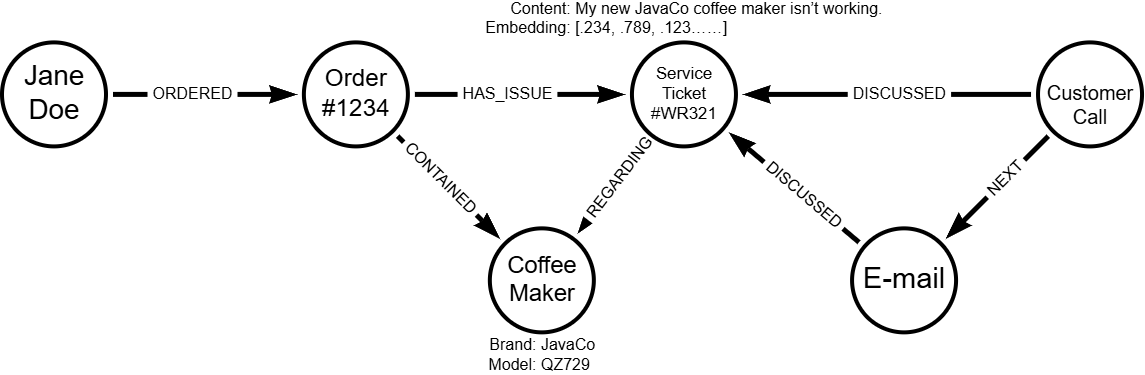 Content: My new JavaCo coffee maker isn’t working.
Embedding: [.234, .789, .123......]
Jane
Doe
ORDERED
Order
#1234
HAS_ISSUE
Service
Ticket
#WR321
DISCUSSED
Customer
Call
CONTAINED
REGARDING
DISCUSSED
NEXT
Coffee
Maker
E-mail
Brand: JavaCo
Model: QZ729